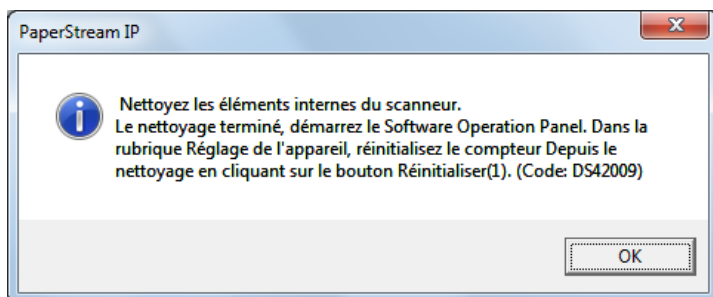 PaperStream IP
Nettoyez les éléments internes du scanneur.
Le nettoyage terminé, démarrez le Software Operation Panel. Dans la
rubrique Réglage de l'appareil, réinitialisez le compteur Depuis le
nettoyage en cliquant sur le bouton Réinitialiser(1). (Code: DS42009)
OK